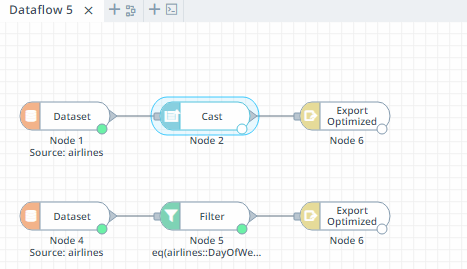 Dataflow 5
Dataset
Cast
Export
Optimized
Node 1
Source: airlines
Node 2
Node 6
Dataset
Filter
Export
Optimized
Node 4
Source: airlines
Node 5
eq(airlines::DayOfWe...
Node 6